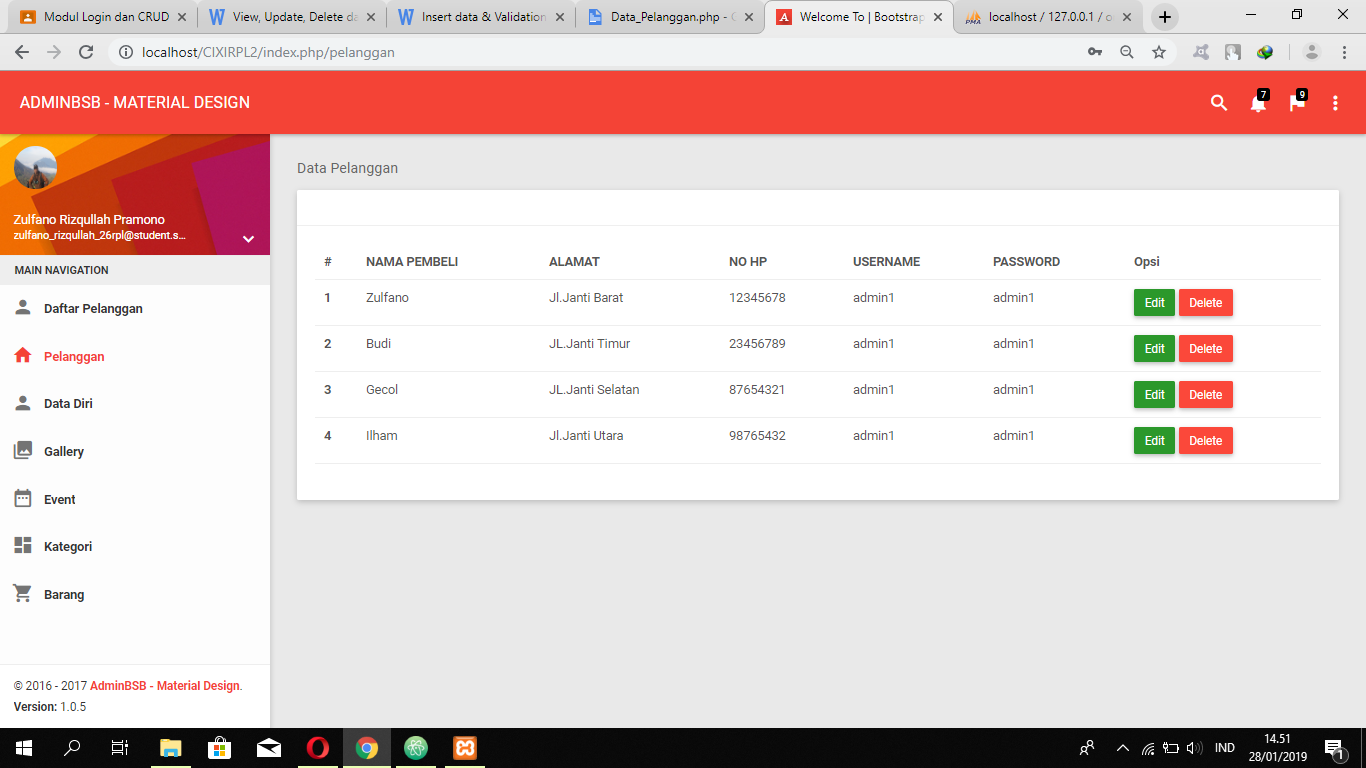 Modul Login dan CRUD
View, Update, Delete da
Insert data & Validation
Data_Pelanggan.php - 
Welcome To | Bootstrap
localhost / 127.0.0.1 / o
localhost/CIXIRPL2/index.php/pelanggan
ADMINBSB - MATERIAL DESIGN
7
9
Zulfano Rizqullah Pramono
zulfano_rizqullah_26rpl@student.s...
MAIN NAVIGATION
Daftar Pelanggan
Pelanggan
Data Diri
Gallery
Event
Kategori
Barang
© 2016 - 2017 AdminBSB - Material Design.
Version: 1.0.5
Data Pelanggan
# NAMA PEMBELI ALAMAT NO HP USERNAME PASSWORD Opsi
1 Zulfano Jl.Janti Barat 12345678 admin1 admin1 Edit Delete
2 Budi JL.Janti Timur 23456789 admin1 admin1 Edit Delete
3 Gecol JL.Janti Selatan 87654321 admin1 admin1 Edit Delete
4 Ilham Jl.Janti Utara 98765432 admin1 admin1 Edit Delete
IND
14.51
28/01/2019
1